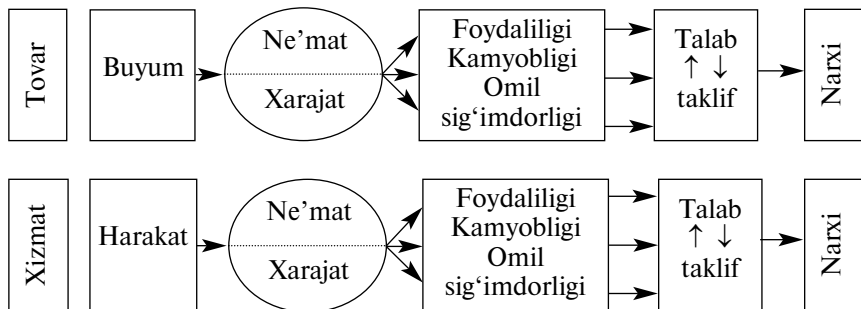 Tovar
Buyum
Ne’mat
Xarajat
Foydaliligi
Kamyobligi
Omil
sig‘imdorligi
Talab
↑ ↓
taklif
Narxi
Xizmat
Harakat
Ne’mat
Xarajat
Foydaliligi
Kamyobligi
Omil
sig‘imdorligi
Talab
↑ ↓
taklif
Narxi